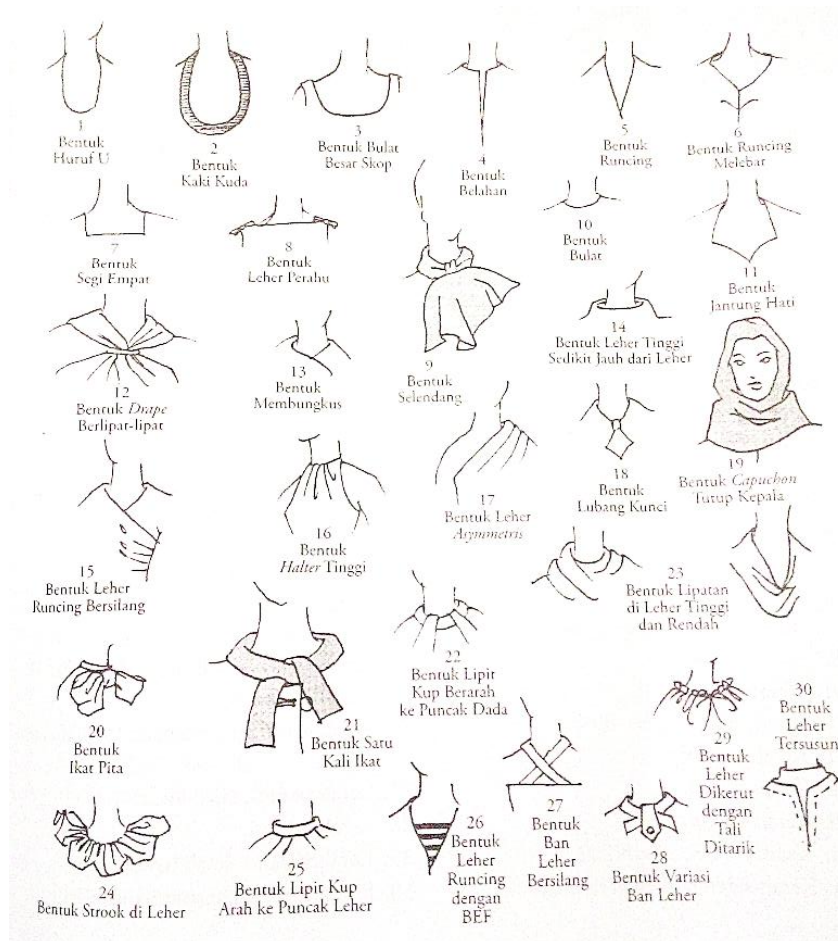 1
Bentuk
Huruf U
2
Bentuk
Kaki Kuda
3
Bentuk Bulat
Besar Skop
4
Bentuk
Belahan
5
Bentuk
Runcing
6
Bentuk Runcing
Melebar
7
Bentuk
Segi Empat
8
Bentuk
Leher Perahu
9
Bentuk
Selendang
10
Bentuk
Bulat
11
Bentuk
Jantung Hati
12
Bentuk Drape
Berlipat-lipat
13
Bentuk
Membungkus
14
Bentuk Leher Tinggi
Sedikit Jauh dari Leher
15
Bentuk Leher
Runcing Bersilang
16
Bentuk
Halter Tinggi
17
Bentuk Leher
Asymmetris
18
Bentuk
Lubang Kunci
19
Bentuk Capuchon
Tutup Kepala
20
Bentuk
Ikat Pita
21
Bentuk Satu
Kali Ikat
22
Bentuk Lipit
Kup Berarah
ke Puncak Dada
23
Bentuk Lipatan
di Leher Tinggi
dan Rendah
24
Bentuk Strook di Leher
25
Bentuk Lipit Kup
Arah ke Puncak Leher
26
Bentuk
Leher
Runcing
dengan
BEF
27
Bentuk
Ban
Leher
Bersilang
28
Bentuk Variasi
Ban Leher
29
Bentuk
Leher
Dikerut
dengan
Tali
Ditarik
30
Bentuk
Leher
Tersusun